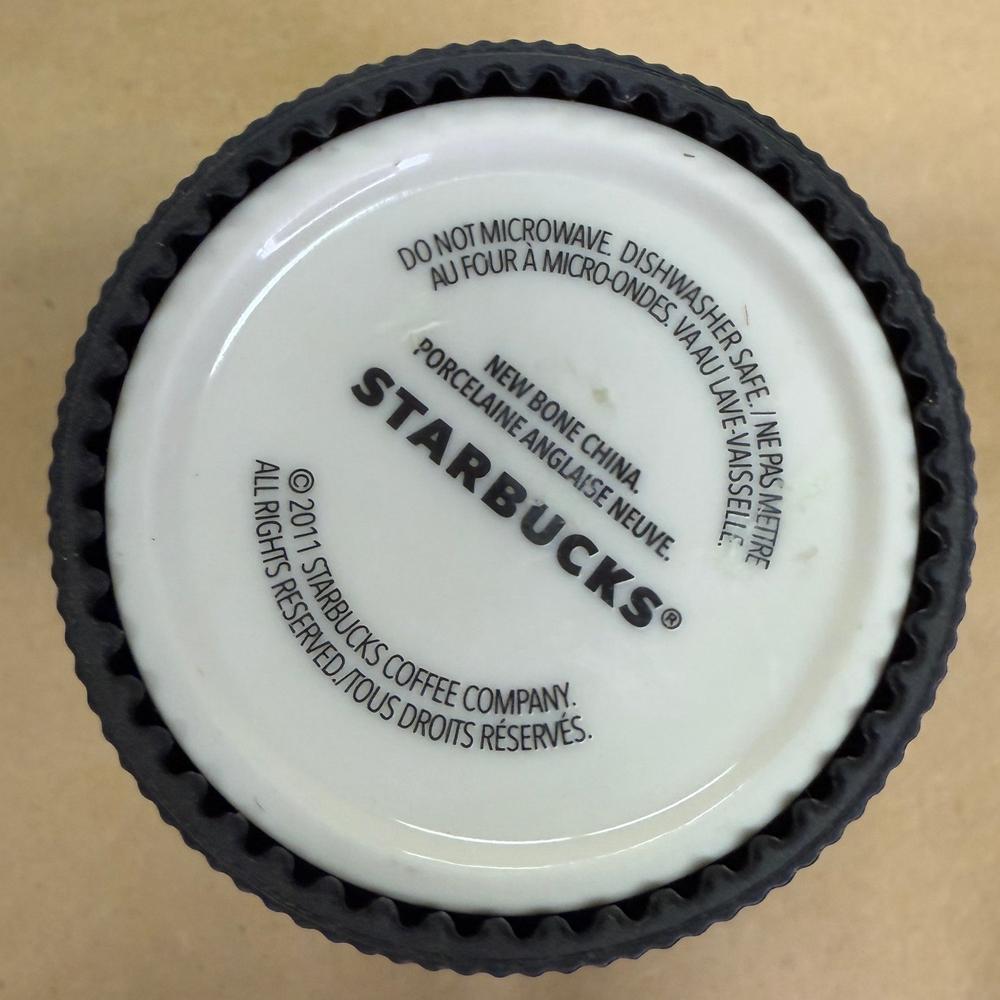 DO NOT MICROWAVE. DISHWASHER SAFE. / NE PAS METTRE
AU FOUR À MICRO-ONDES. VA AU LAVE-VAISSELLE.
NEW BONE CHINA.
PORCELAINE ANGLAISE NEUVE.
STARBUCKS®
© 2011 STARBUCKS COFFEE COMPANY.
ALL RIGHTS RESERVED./TOUS DROITS RÉSERVÉS.